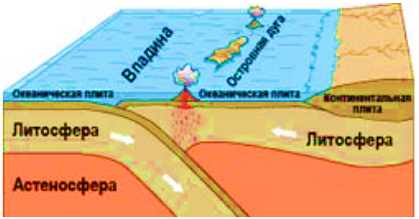 Впадина
Островная дуга
Океаническая плита
Океаническая плита
Континентальная
плита
Литосфера
Литосфера
Астеносфера